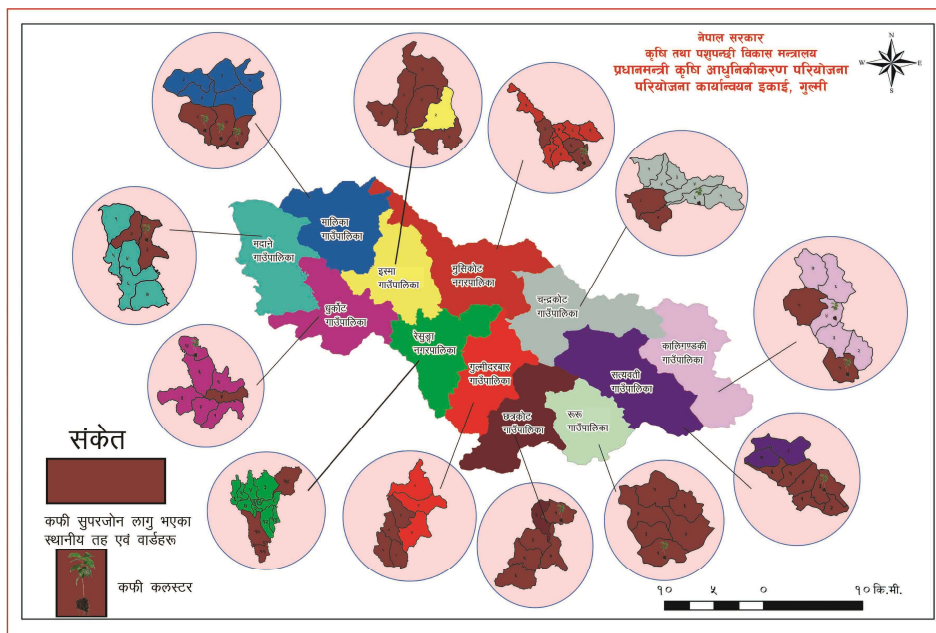 नेपाल सरकार
कृषि तथा पशुपन्छी विकास मन्त्रालय
प्रधानमन्त्री कृषि आधुनिकीकरण परियोजना
परियोजना कार्यान्वयन इकाई, गुल्मी
N
W
E
S
मालिका
गाउँपालिका
मदाने
गाउँपालिका
इस्मा
गाउँपालिका
मुसिकोट
नगरपालिका
चन्द्रकोट
गाउँपालिका
धुर्कोट
गाउँपालिका
रेसुङ्गा
नगरपालिका
कालिगण्डकी
गाउँपालिका
गुल्मीदरबार
गाउँपालिका
सत्यवती
गाउँपालिका
छत्रकोट
गाउँपालिका
रूरू
गाउँपालिका
संकेत
कफी सुपरजोन लागु भएका
स्थानीय तह एवं वार्डहरू
कफी कलस्टर
१० ५ ० १० कि.मी.